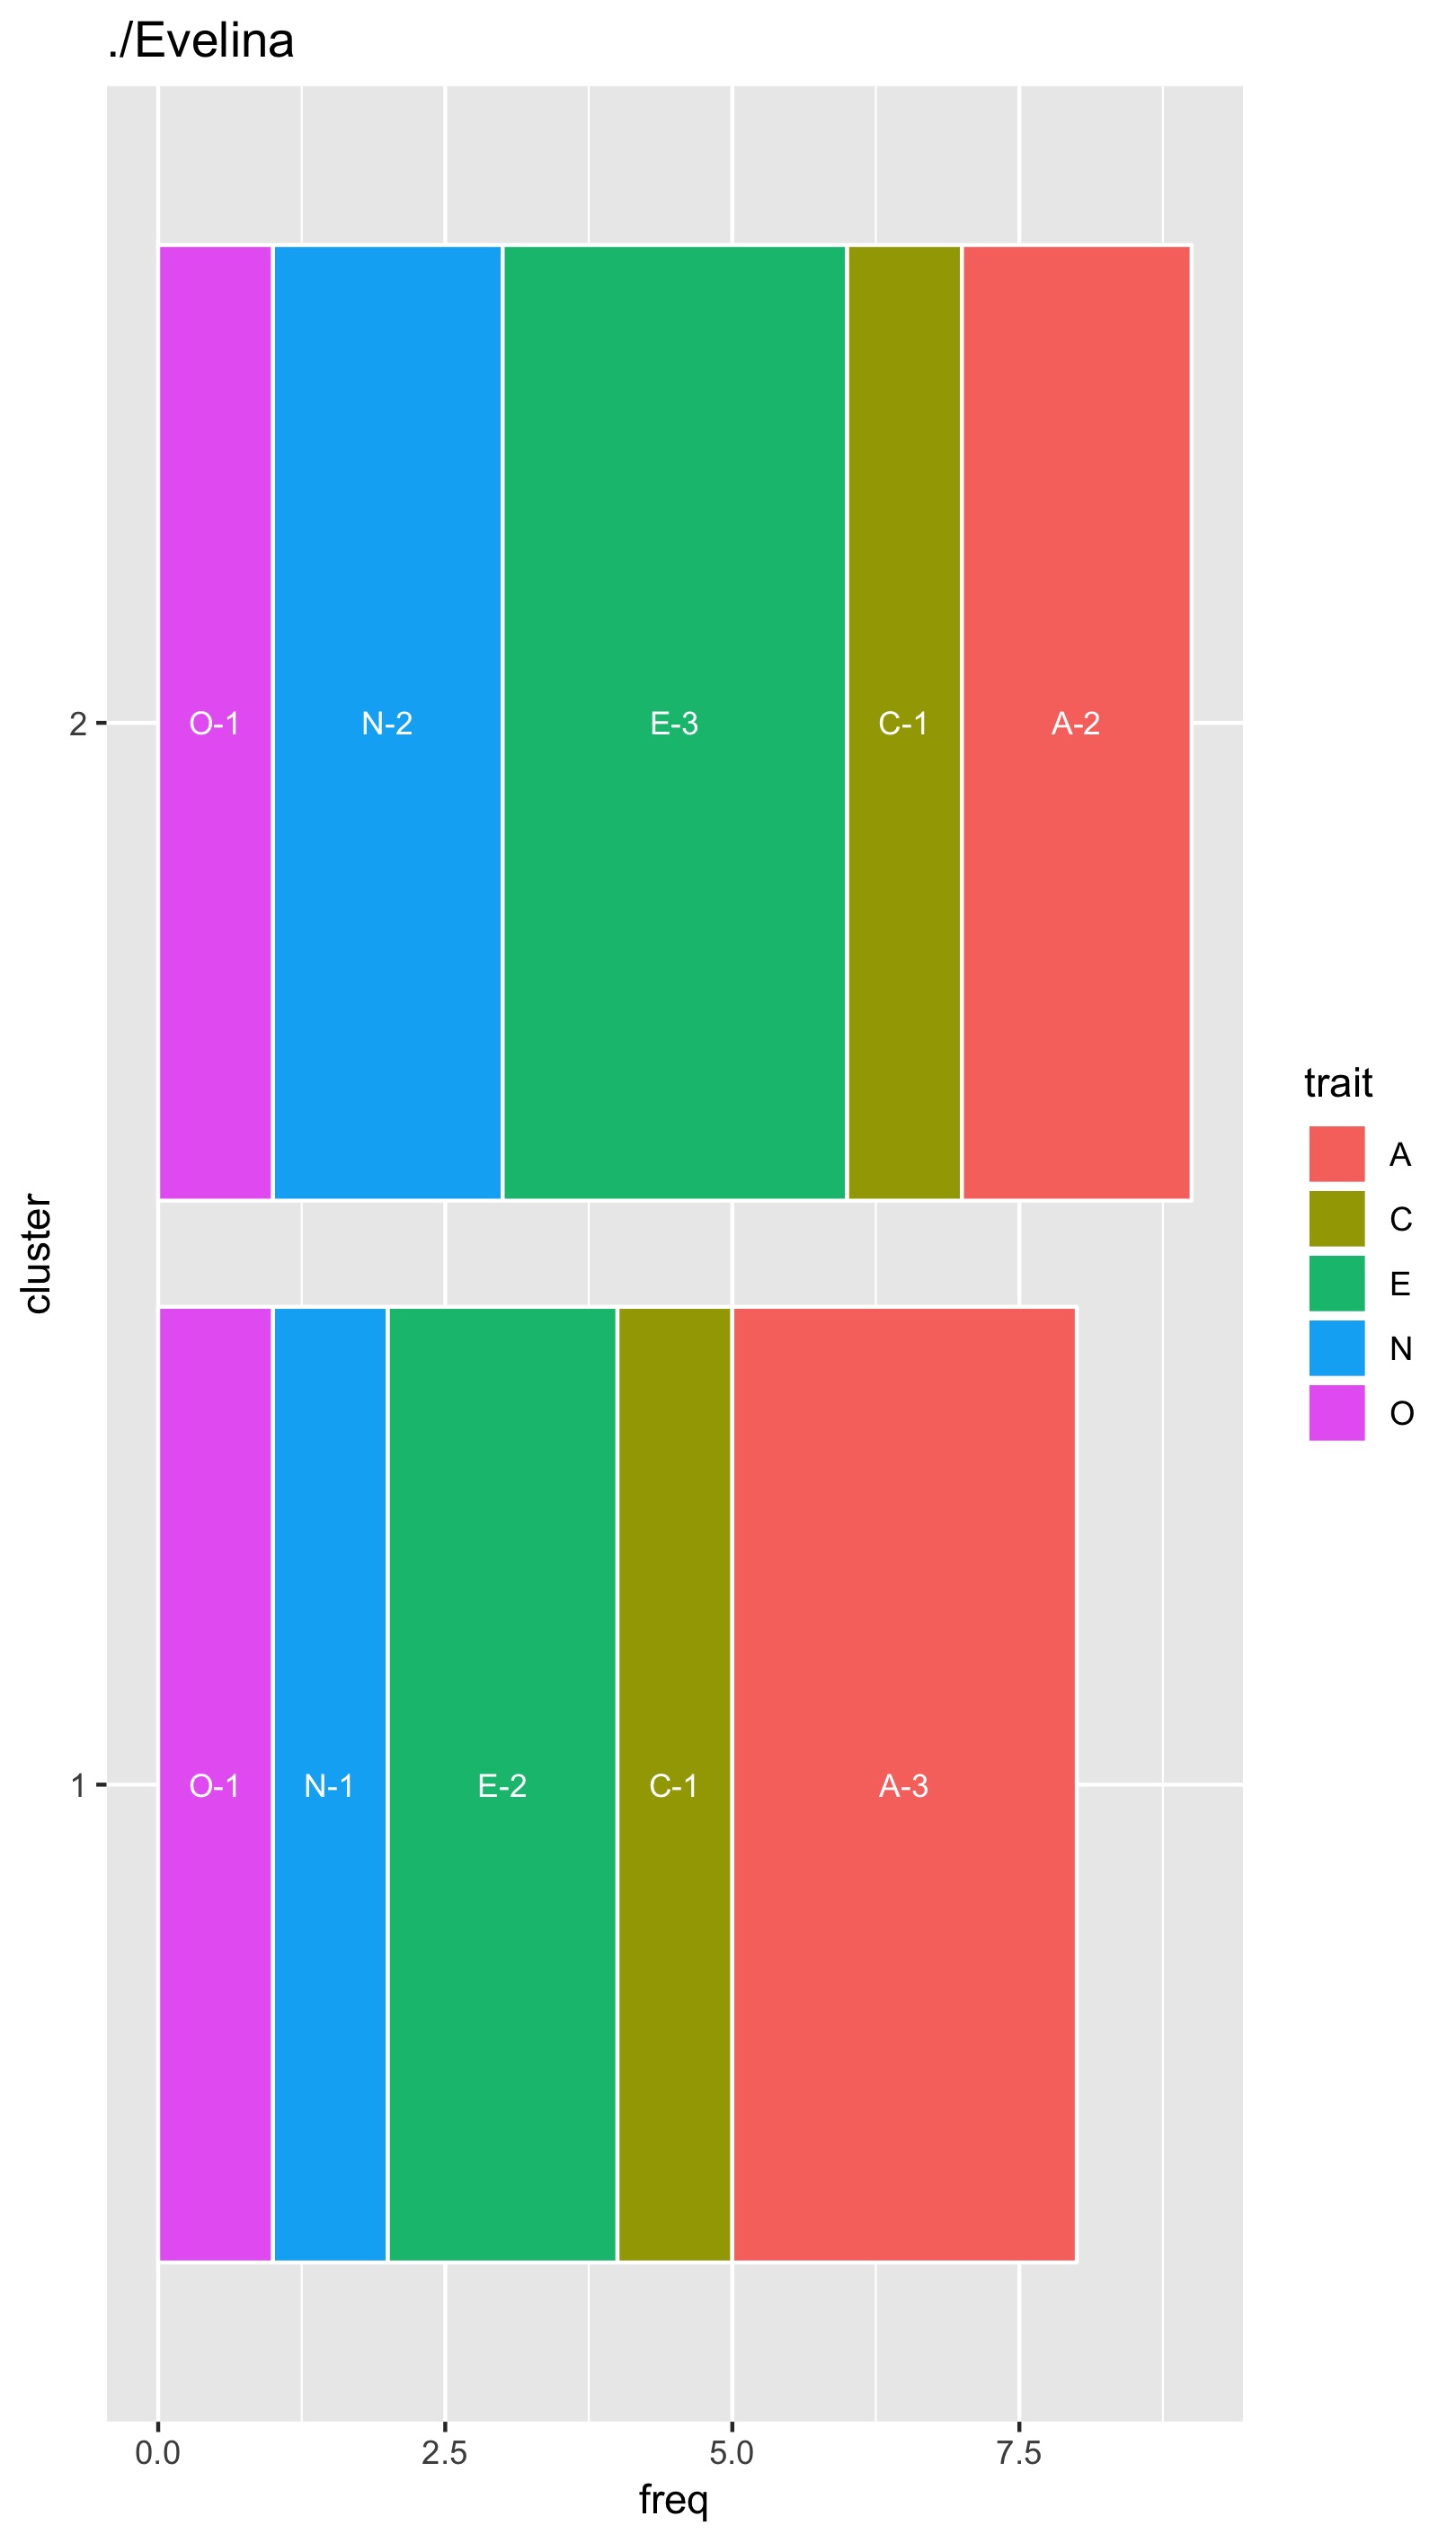 ./Evelina
cluster
2
O-1 N-2 E-3 C-1 A-2
1
O-1 N-1 E-2 C-1 A-3
0.0 2.5 5.0 7.5
freq
trait
A
C
E
N
O